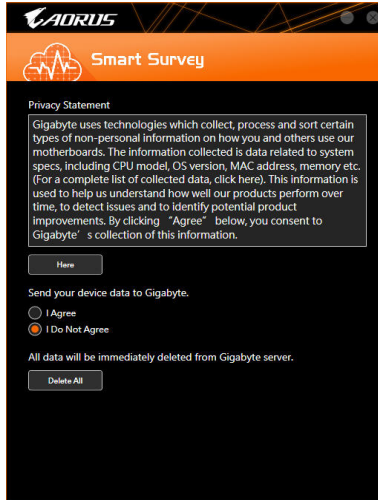 AORUS
Smart Survey
Privacy Statement
Gigabyte uses technologies which collect, process and sort certain
types of non-personal information on how you and others use our
motherboards. The information collected is data related to system
specs, including CPU model, OS version, MAC address, memory etc.
(For a complete list of collected data, click here). This information is
used to help us understand how well our products perform over
time, to detect issues and to identify potential product
improvements. By clicking “Agree” below, you consent to
Gigabyte’ s collection of this information.
Here
Send your device data to Gigabyte.
I Agree
I Do Not Agree
All data will be immediately deleted from Gigabyte server.
Delete All